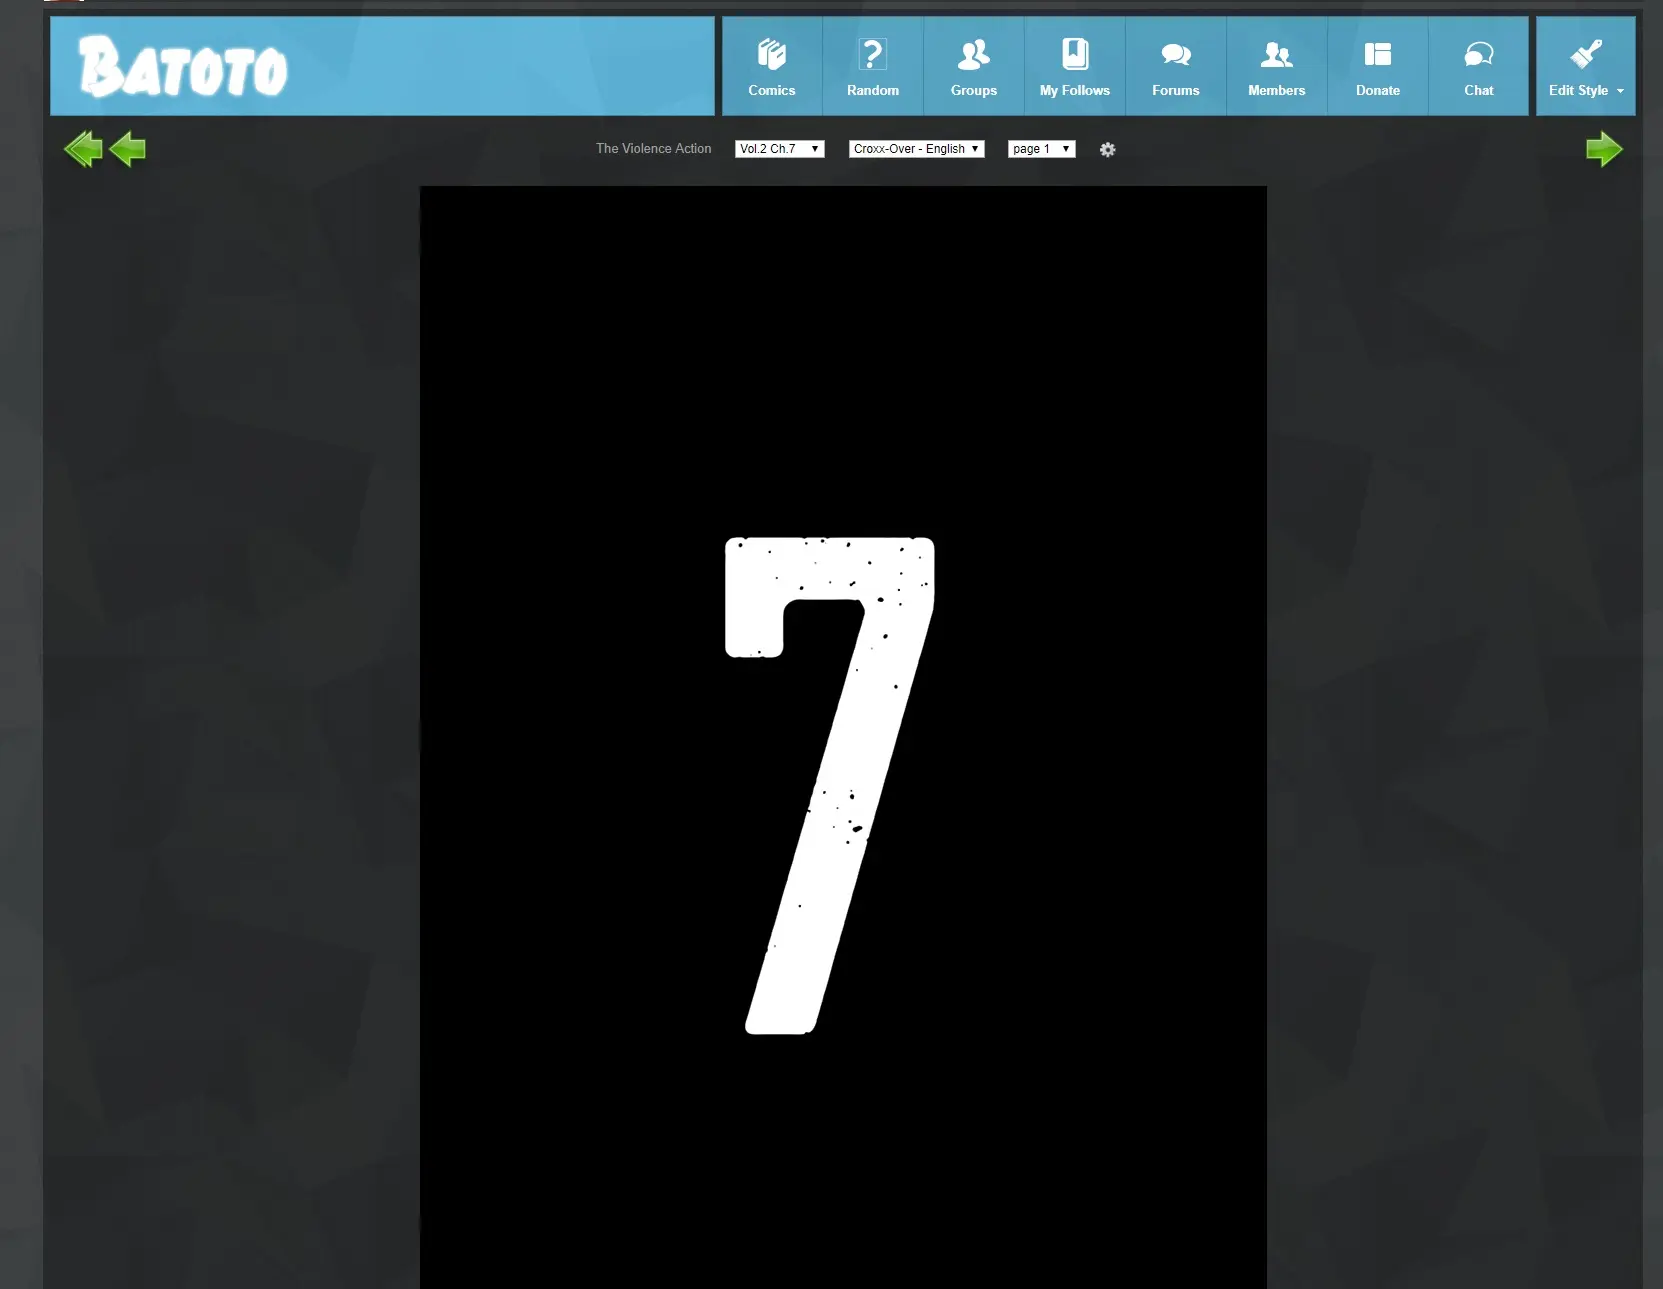 BATOTO
Comics
Random
Groups
My Follows
Forums
Members
Donate
Chat
Edit Style
The Violence Action
Vol.2 Ch.7
Croxx-Over - English
page 1
7